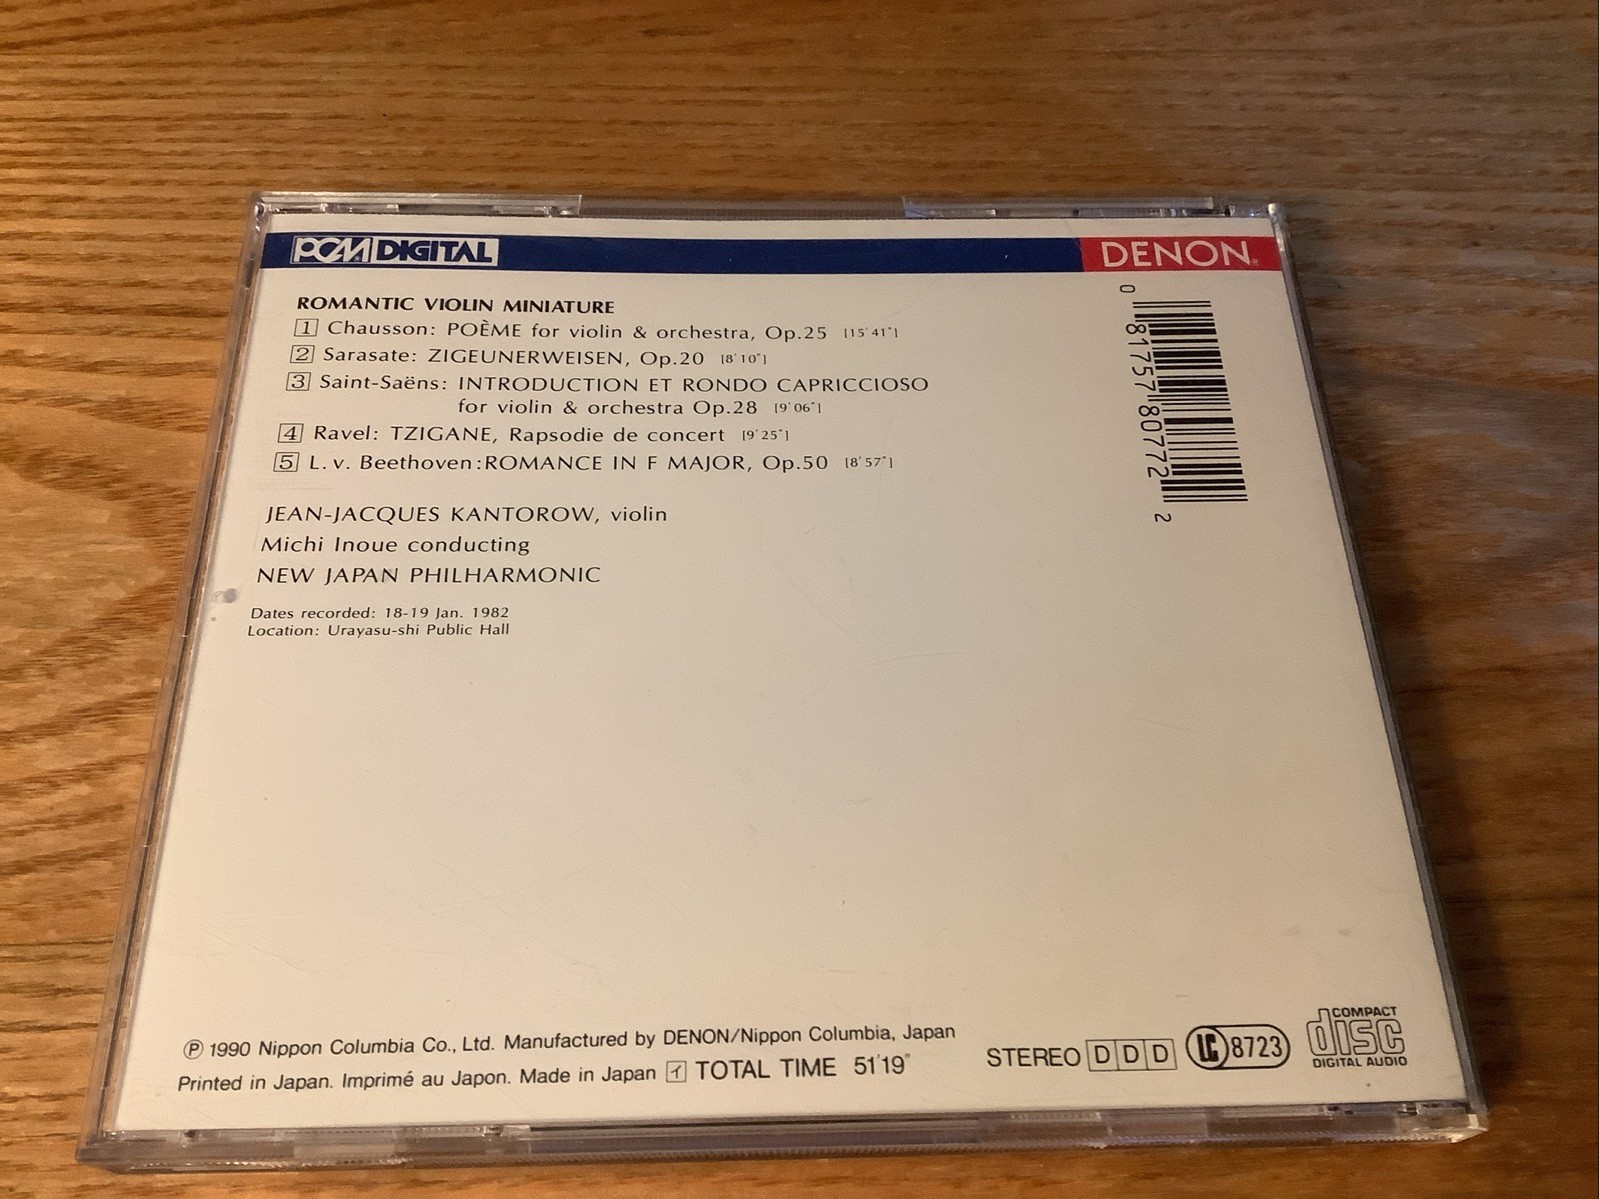 PCM DIGITAL
DENON®
ROMANTIC VIOLIN MINIATURE
1 Chausson: POÈME for violin & orchestra, Op.25 [15'41"]
2 Sarasate: ZIGEUNERWEISEN, Op.20 [8'10"]
3 Saint-Saëns: INTRODUCTION ET RONDO CAPRICCIOSO
for violin & orchestra Op.28 [9'06"]
4 Ravel: TZIGANE, Rapsodie de concert [9'25"]
5 L. v. Beethoven: ROMANCE IN F MAJOR, Op.50 [8'57"]
JEAN-JACQUES KANTOROW, violin
Michi Inoue conducting
NEW JAPAN PHILHARMONIC
Dates recorded: 18-19 Jan. 1982
Location: Urayasu-shi Public Hall
0 81757 80772 2
Ⓟ 1990 Nippon Columbia Co., Ltd. Manufactured by DENON/Nippon Columbia, Japan
Printed in Japan. Imprimé au Japon. Made in Japan イ TOTAL TIME 51'19"
STEREO DDD
LC 8723
COMPACT
disc
DIGITAL AUDIO